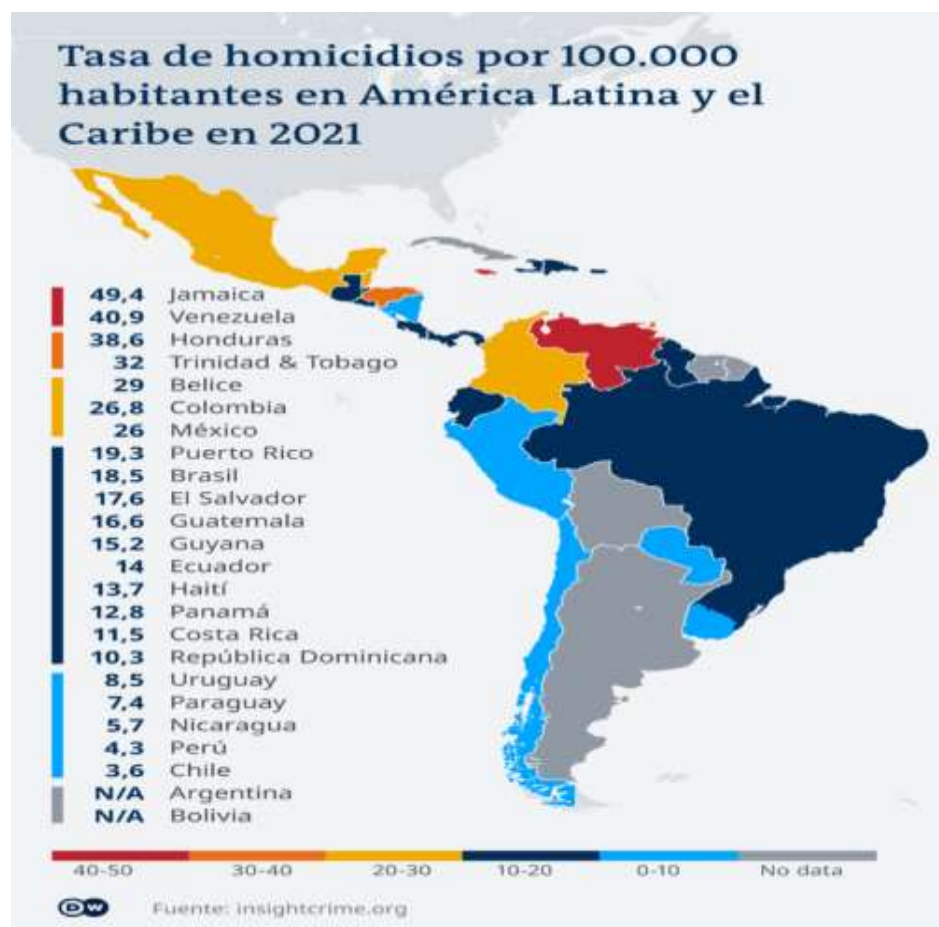 Tasa de homicidios por 100.000
habitantes en América Latina y el
Caribe en 2021
49,4 Jamaica
40,9 Venezuela
38,6 Honduras
32 Trinidad & Tobago
29 Belice
26,8 Colombia
26 México
19,3 Puerto Rico
18,5 Brasil
17,6 El Salvador
16,6 Guatemala
15,2 Guyana
14 Ecuador
13,7 Haití
12,8 Panamá
11,5 Costa Rica
10,3 República Dominicana
8,5 Uruguay
7,4 Paraguay
5,7 Nicaragua
4,3 Perú
3,6 Chile
N/A Argentina
N/A Bolivia
40-50 30-40 20-30 10-20 0-10 No data
DW Fuente: insightcrime.org